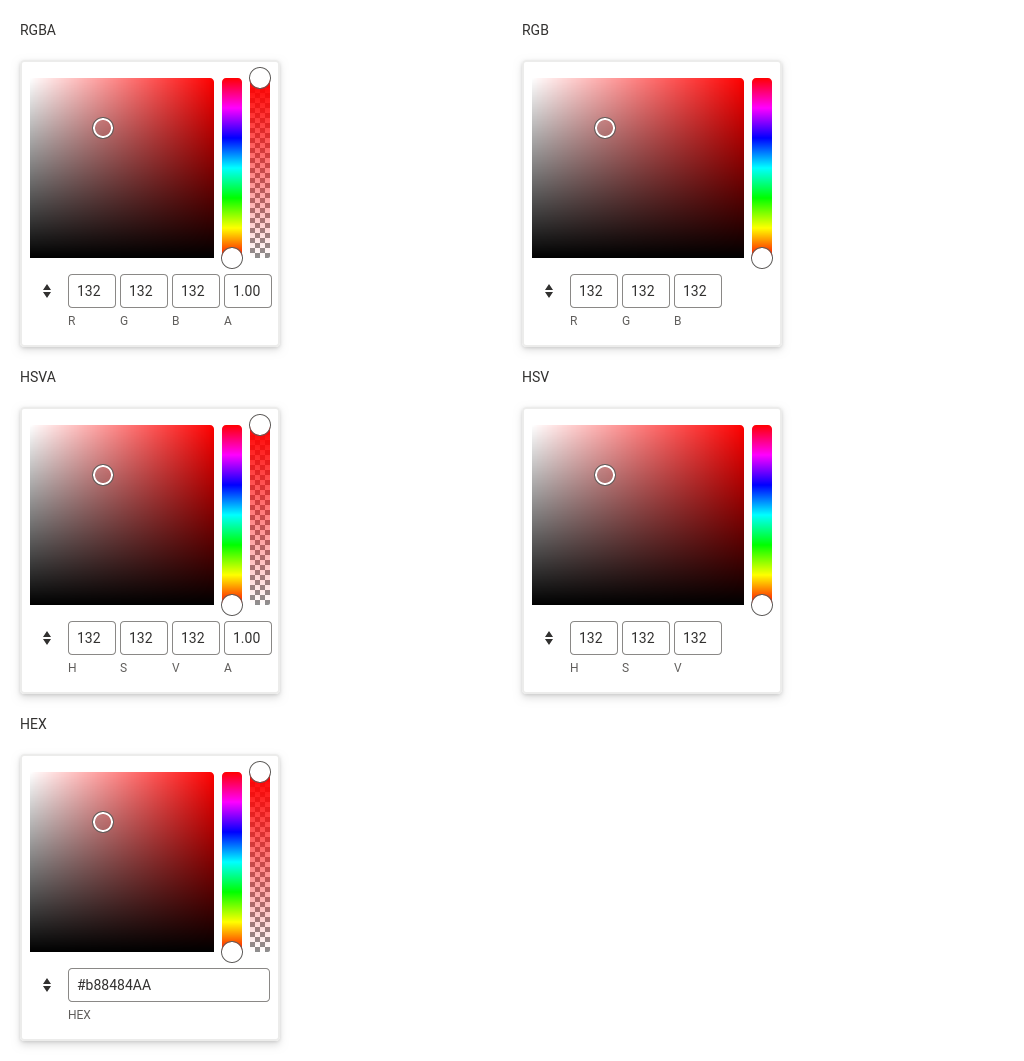 RGBA
RGB
132 132 132 1.00
R G B A
132 132 132
R G B
HSVA
HSV
132 132 132 1.00
H S V A
132 132 132
H S V
HEX
#b88484AA
HEX